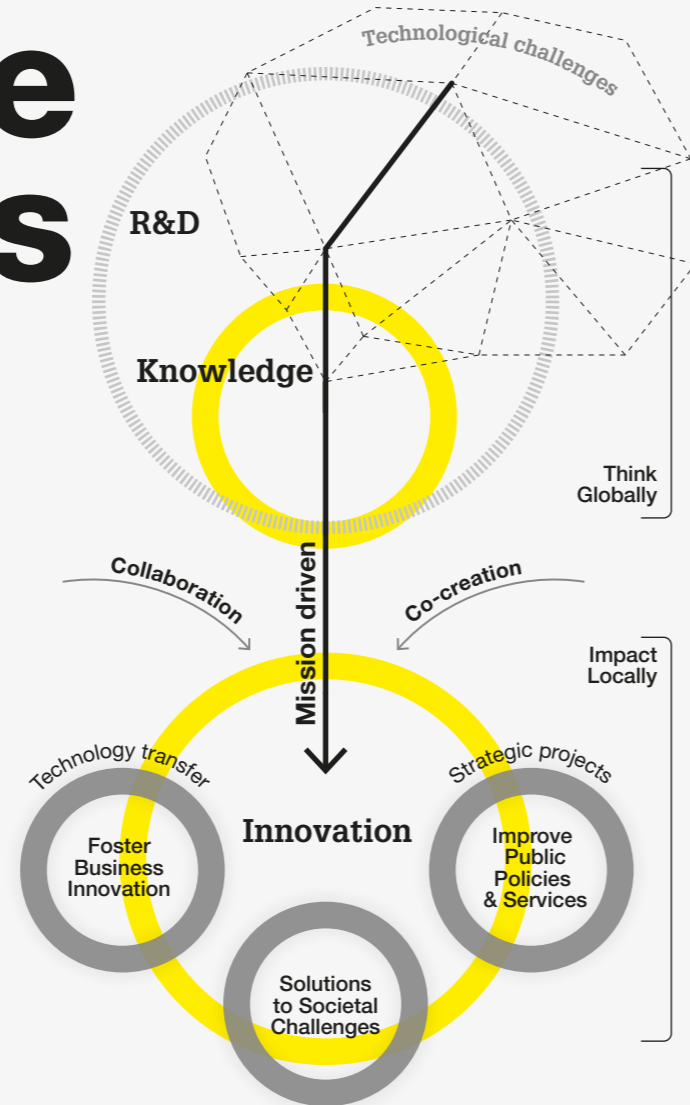 e
s
Technological challenges
R&D
Knowledge
Think
Globally
Collaboration
Co-creation
Mission driven
Impact
Locally
Technology transfer
Strategic projects
Innovation
Foster
Business
Innovation
Improve
Public
Policies
& Services
Solutions
to Societal
Challenges